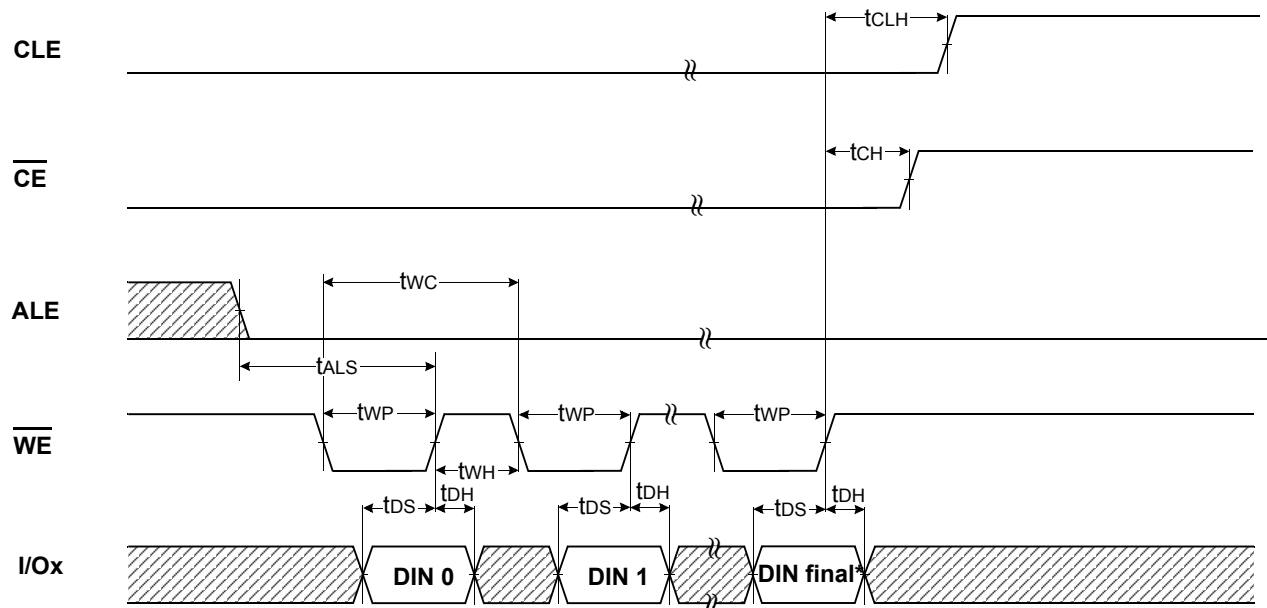 tCLH
CLE
tCH
CE
tWC
ALE
tALS
tWP tWP tWP
WE
tWH
tDS tDH tDS tDH tDS tDH
I/Ox DIN 0 DIN 1 DIN final*